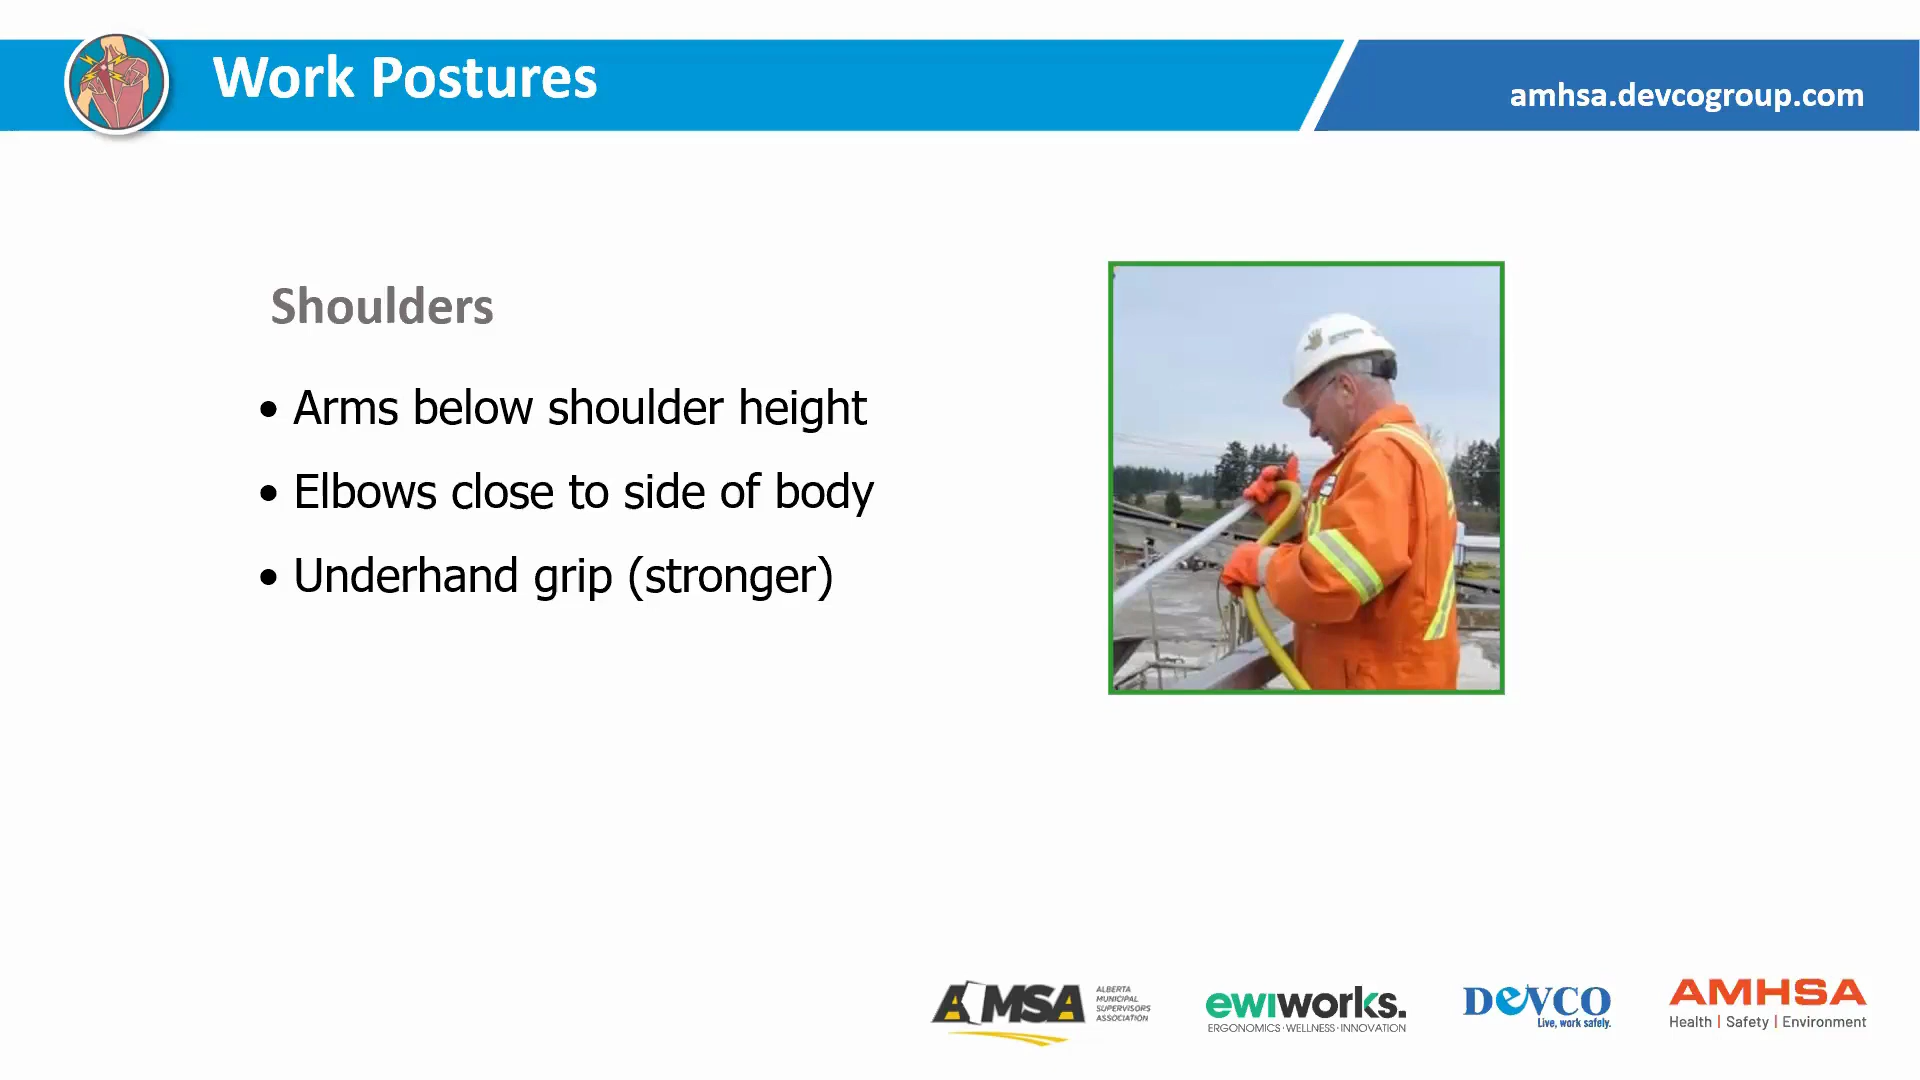 Work Postures
amhsa.devcogroup.com
Shoulders
• Arms below shoulder height
• Elbows close to side of body
• Underhand grip (stronger)
AMSA
ALBERTA
MUNICIPAL
SUPERVISORS
ASSOCIATION
ewiworks.
ERGONOMICS·WELLNESS·INNOVATION
DeVCO
Live, work safely.
AMHSA
Health | Safety | Environment